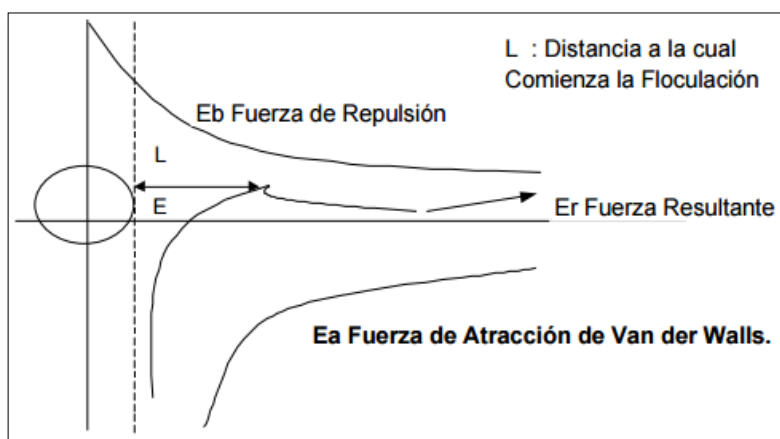 L : Distancia a la cual
Comienza la Floculación
Eb Fuerza de Repulsión
L
E
Er Fuerza Resultante
Ea Fuerza de Atracción de Van der Walls.